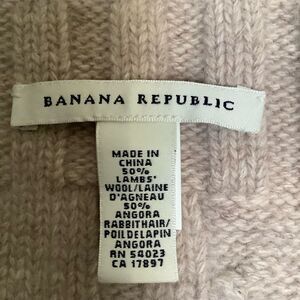 BANANA REPUBLIC
MADE IN
CHINA
50%
LAMBS'
WOOL/LAINE
D'AGNEAU
50%
ANGORA
RABBITHAIR/
POILDELAPIN
ANGORA
RN 54023
CA 17897